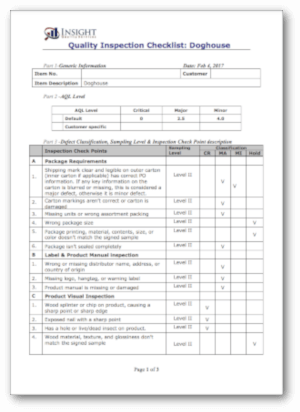 INSIGHT
Quality Inspection Checklist: Doghouse
Part 1-Generic Information Date: Feb 6, 2017
Item No. Customer
Item Description Doghouse
Part 2-AQL Level
AQL Level Critical Major Minor
Default 0 2.5 4.0
Customer specific
Part 3 -Defect Classification, Sampling Level & Inspection Check Point description
Inspection Check Points Sampling Level Classification
CR MA MI Hold
A Package Requirements
1. Shipping mark clear and legible on outer carton
(inner carton if applicable) has correct PO
information. If any key information on the
carton is blurred or missing, this is considered a
major defect, otherwise it is minor defect. Level II V V
2. Carton markings aren't correct or carton is
damaged Level II V
3. Missing units or wrong assortment packing Level II V
4. Wrong package size Level II V
5. Package printing, material, contents, size, or
color doesn't match the signed sample Level II V
6. Package isn't sealed completely Level II V
B Label & Product Manual Inspection
1. Wrong or missing distributor name, address, or
country of origin Level II V
2. Missing logo, hangtag, or warning label Level II V
3. Product manual is missing or damaged Level II V
C Product Visual Inspection
1. Wood splinter or chip on product, causing a
sharp point or sharp edge Level II V
2. Exposed nail with a sharp point Level II V
3. Has a hole or live/dead insect on product. Level II V
4. Wood material, texture, and glossiness don't
match the signed sample Level II V
Page 1 of 3